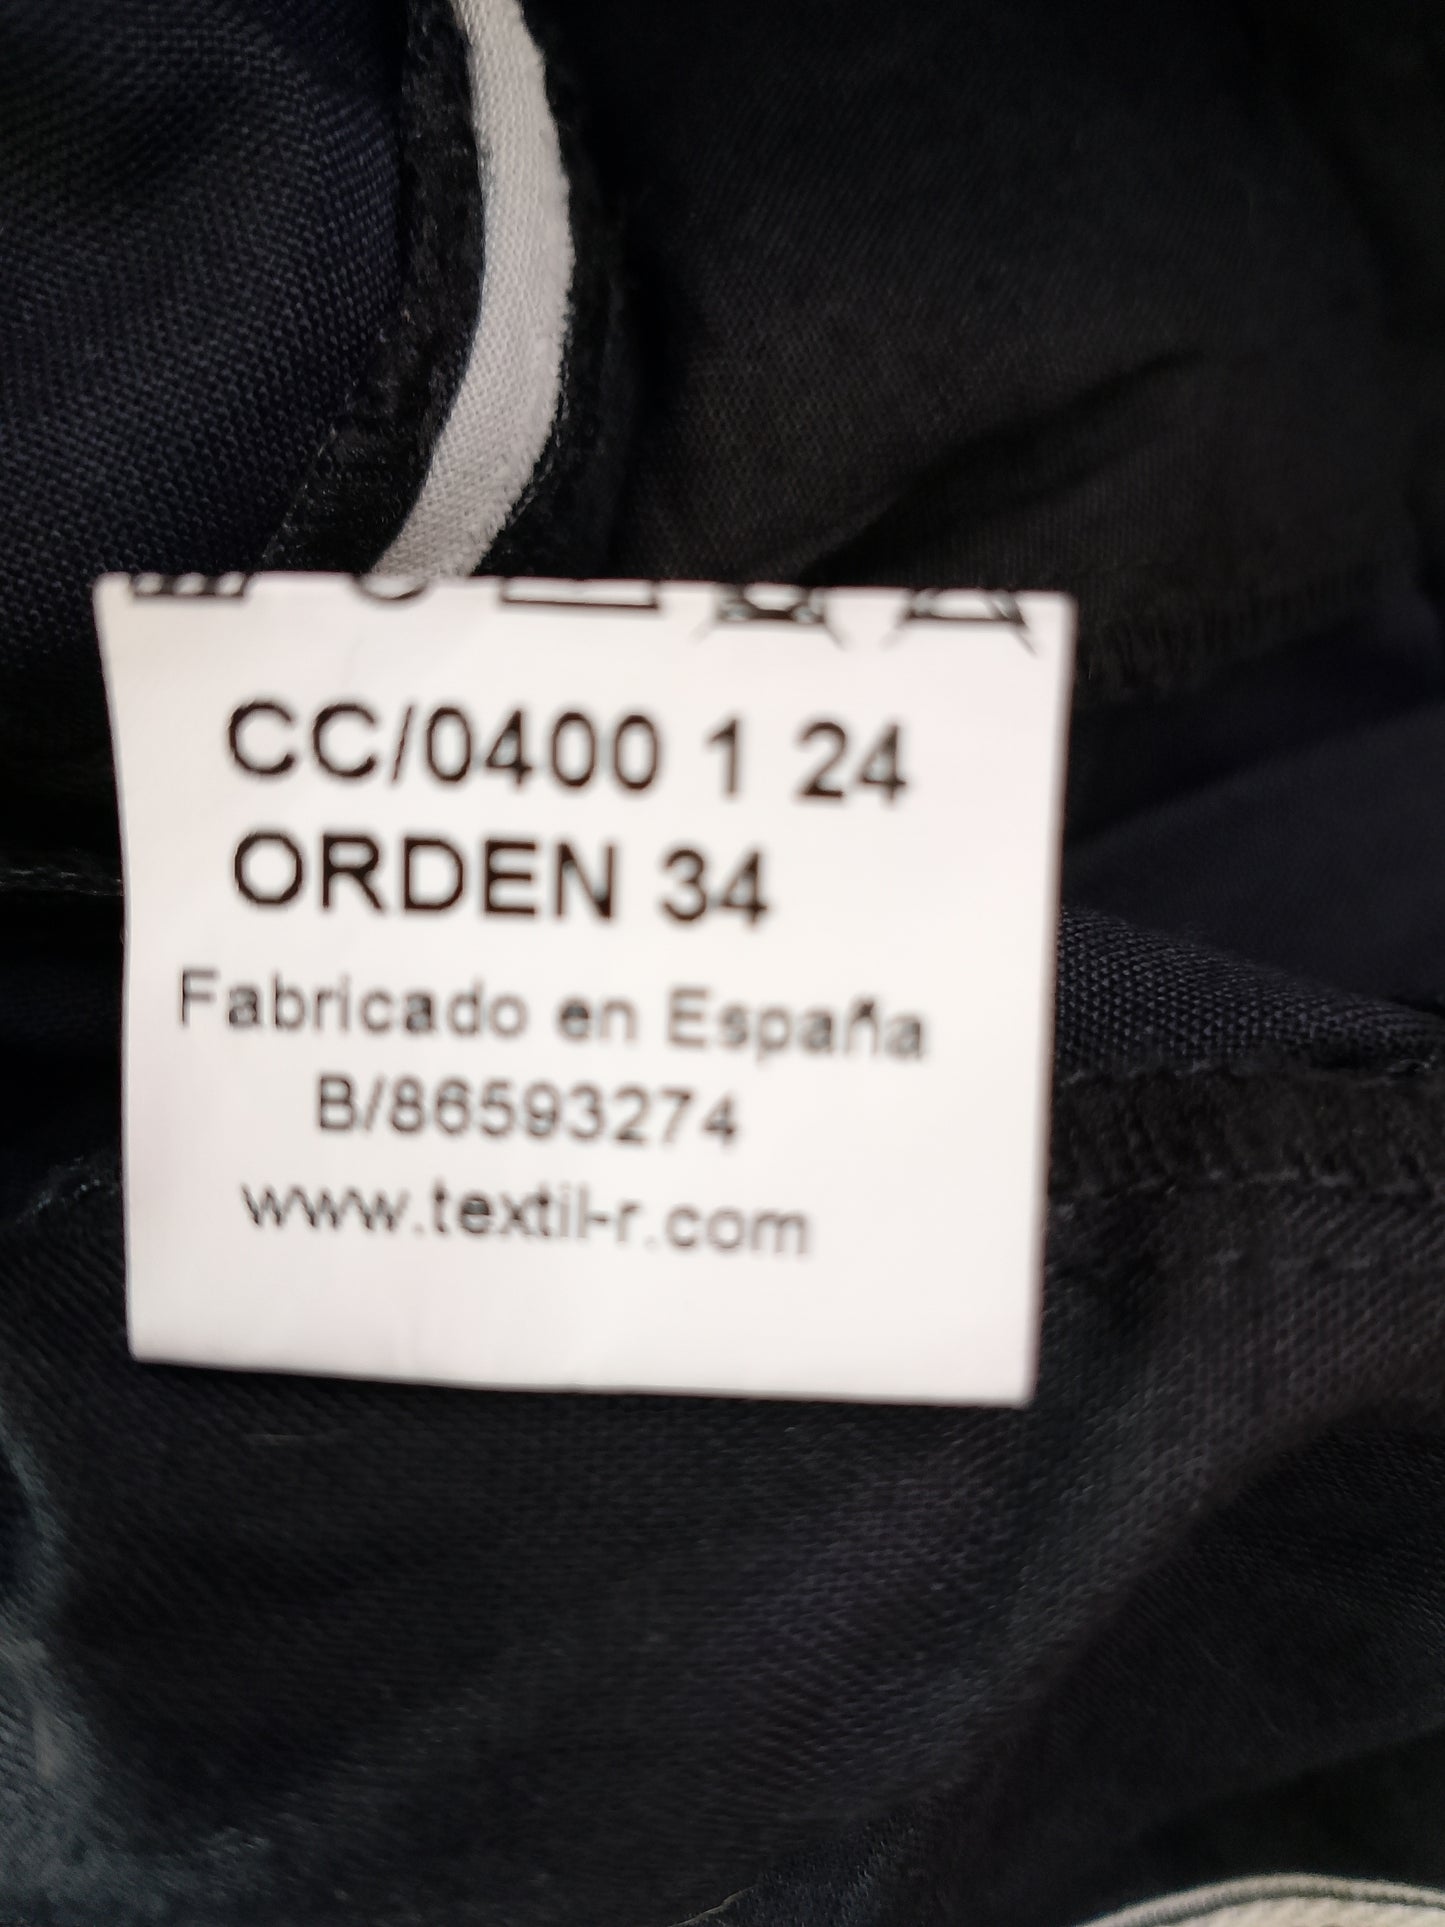 CC/0400 1 24
ORDEN 34
Fabricado en España
B/86593274
www.textil-r.com